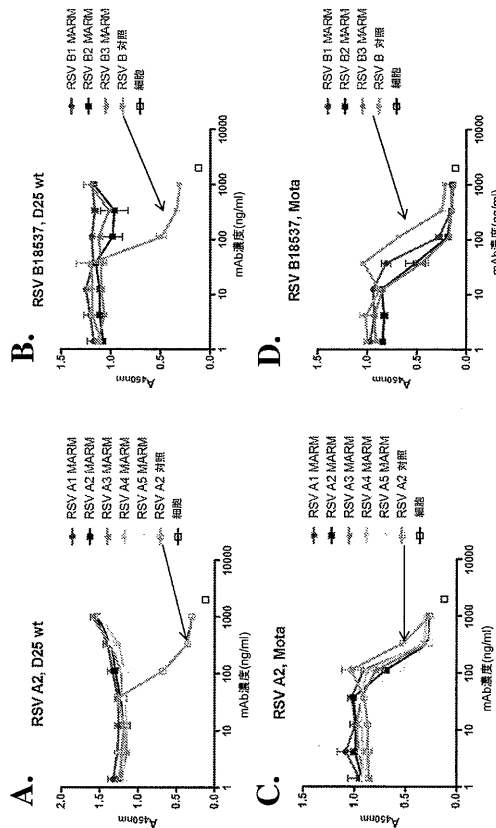 A.
RSV A2, D25 wt
2.0
1.5
1.0
0.5
0.0
A450nm
1
10
100
1000
10000
mAb濃度(ng/ml)
RSV A1 MARM
RSV A2 MARM
RSV A3 MARM
RSV A4 MARM
RSV A5 MARM
RSV A2 対照
細胞
B.
RSV B18537, D25 wt
1.5
1.0
0.5
0.0
A450nm
1
10
100
1000
10000
mAb濃度(ng/ml)
RSV B1 MARM
RSV B2 MARM
RSV B3 MARM
RSV B 対照
細胞
C.
RSV A2, Mota
1.5
1.0
0.5
0.0
A450nm
1
10
100
1000
10000
mAb濃度(ng/ml)
RSV A1 MARM
RSV A2 MARM
RSV A3 MARM
RSV A4 MARM
RSV A5 MARM
RSV A2 対照
細胞
D.
RSV B18537, Mota
1.5
1.0
0.5
0.0
A450nm
1
10
100
1000
10000
mAb濃度(ng/ml)
RSV B1 MARM
RSV B2 MARM
RSV B3 MARM
RSV B 対照
細胞